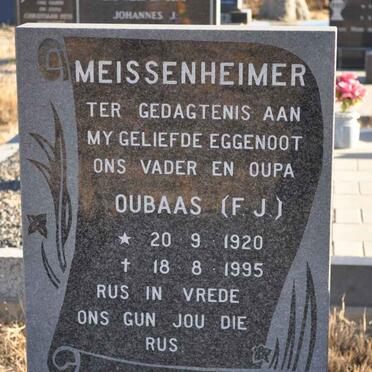 JOHANNES J.
MEISSENHEIMER
TER GEDAGTENIS AAN
MY GELIEFDE EGGENOOT
ONS VADER EN OUPA
OUBAAS (F.J.)
★ 20 9 1920
✝ 18 8 1995
RUS IN VREDE
ONS GUN JOU DIE
RUS